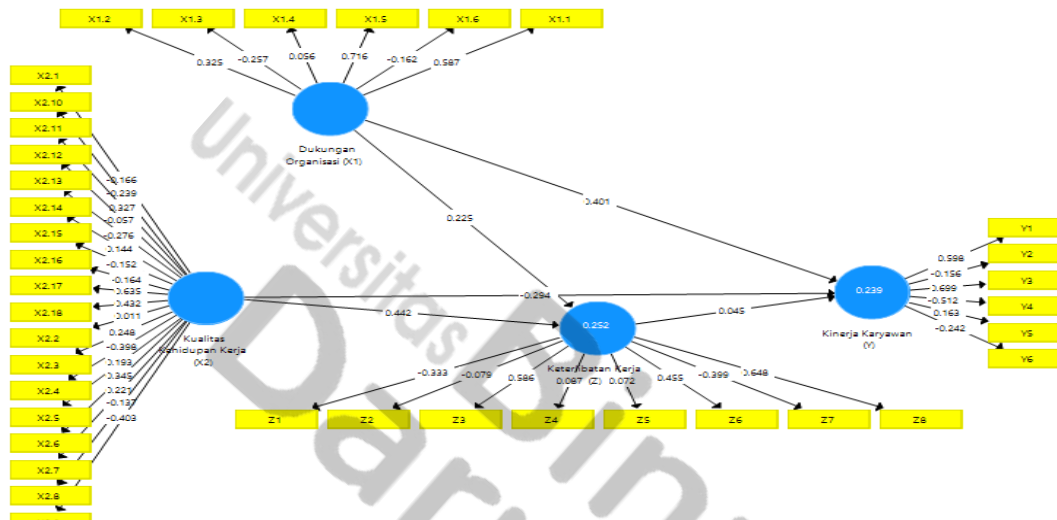 X1.2
X1.3
X1.4
X1.5
X1.6
X1.1
0.325
-0.257
0.056
0.716
-0.162
0.587
Dukungan
Organisasi (X1)
X2.1
X2.10
X2.11
X2.12
X2.13
X2.14
X2.15
X2.16
X2.17
X2.18
X2.2
X2.3
X2.4
X2.5
X2.6
X2.7
X2.8
-0.166
-0.239
0.327
-0.057
-0.276
0.144
-0.152
-0.164
0.635
0.432
0.011
0.248
-0.398
0.193
0.345
0.221
-0.137
-0.403
Kualitas
Kehidupan Kerja
(X2)
0.225
0.401
-0.294
0.442
0.045
0.252
Keterlibatan Kerja
(Z)
-0.333
-0.079
0.586
0.087
0.072
0.455
-0.399
0.648
Z1
Z2
Z3
Z4
Z5
Z6
Z7
Z8
0.239
Kinerja Karyawan
(Y)
0.598
-0.156
0.699
-0.512
0.163
-0.242
Y1
Y2
Y3
Y4
Y5
Y6
Universitas